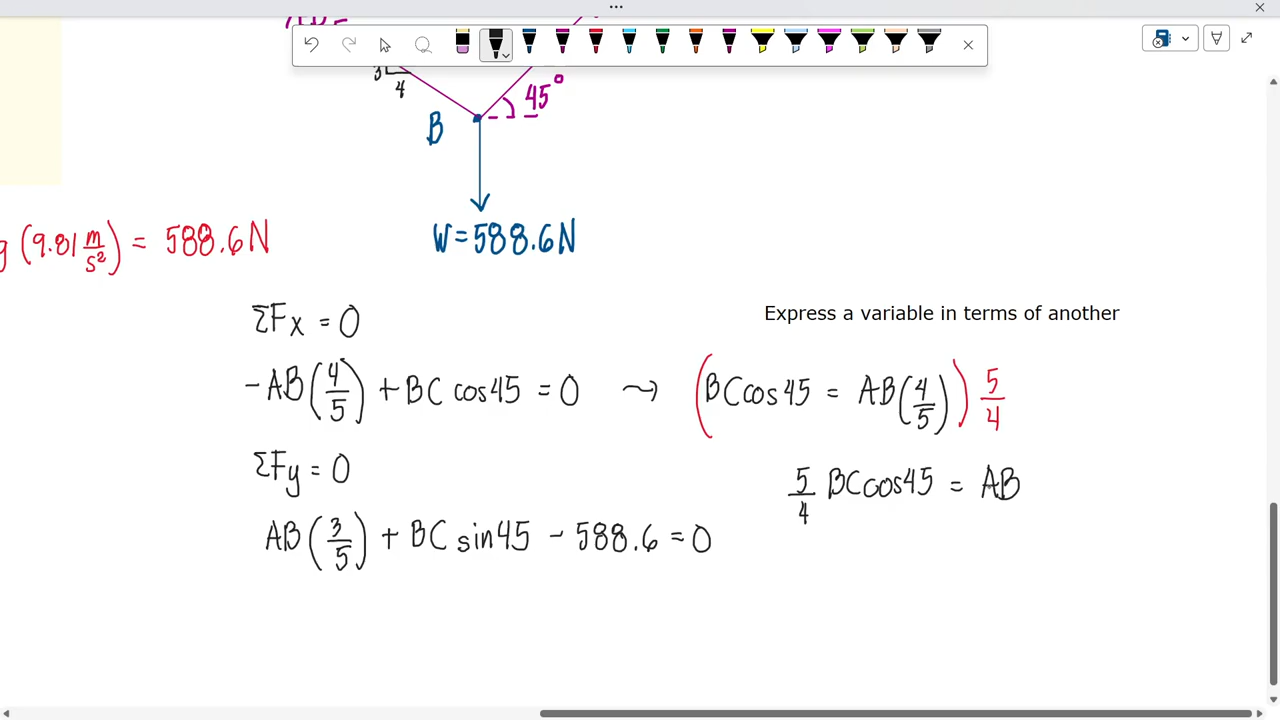 3
4
45°
B
g (9.81 m/s²) = 588.6N
W = 588.6N
ΣFx = 0
Express a variable in terms of another
-AB(4/5) + BC cos45 = 0 ⤳ (BCcos45 = AB(4/5)) 5/4
ΣFy = 0
5/4 BCcos45 = AB
AB(3/5) + BC sin45 - 588.6 = 0